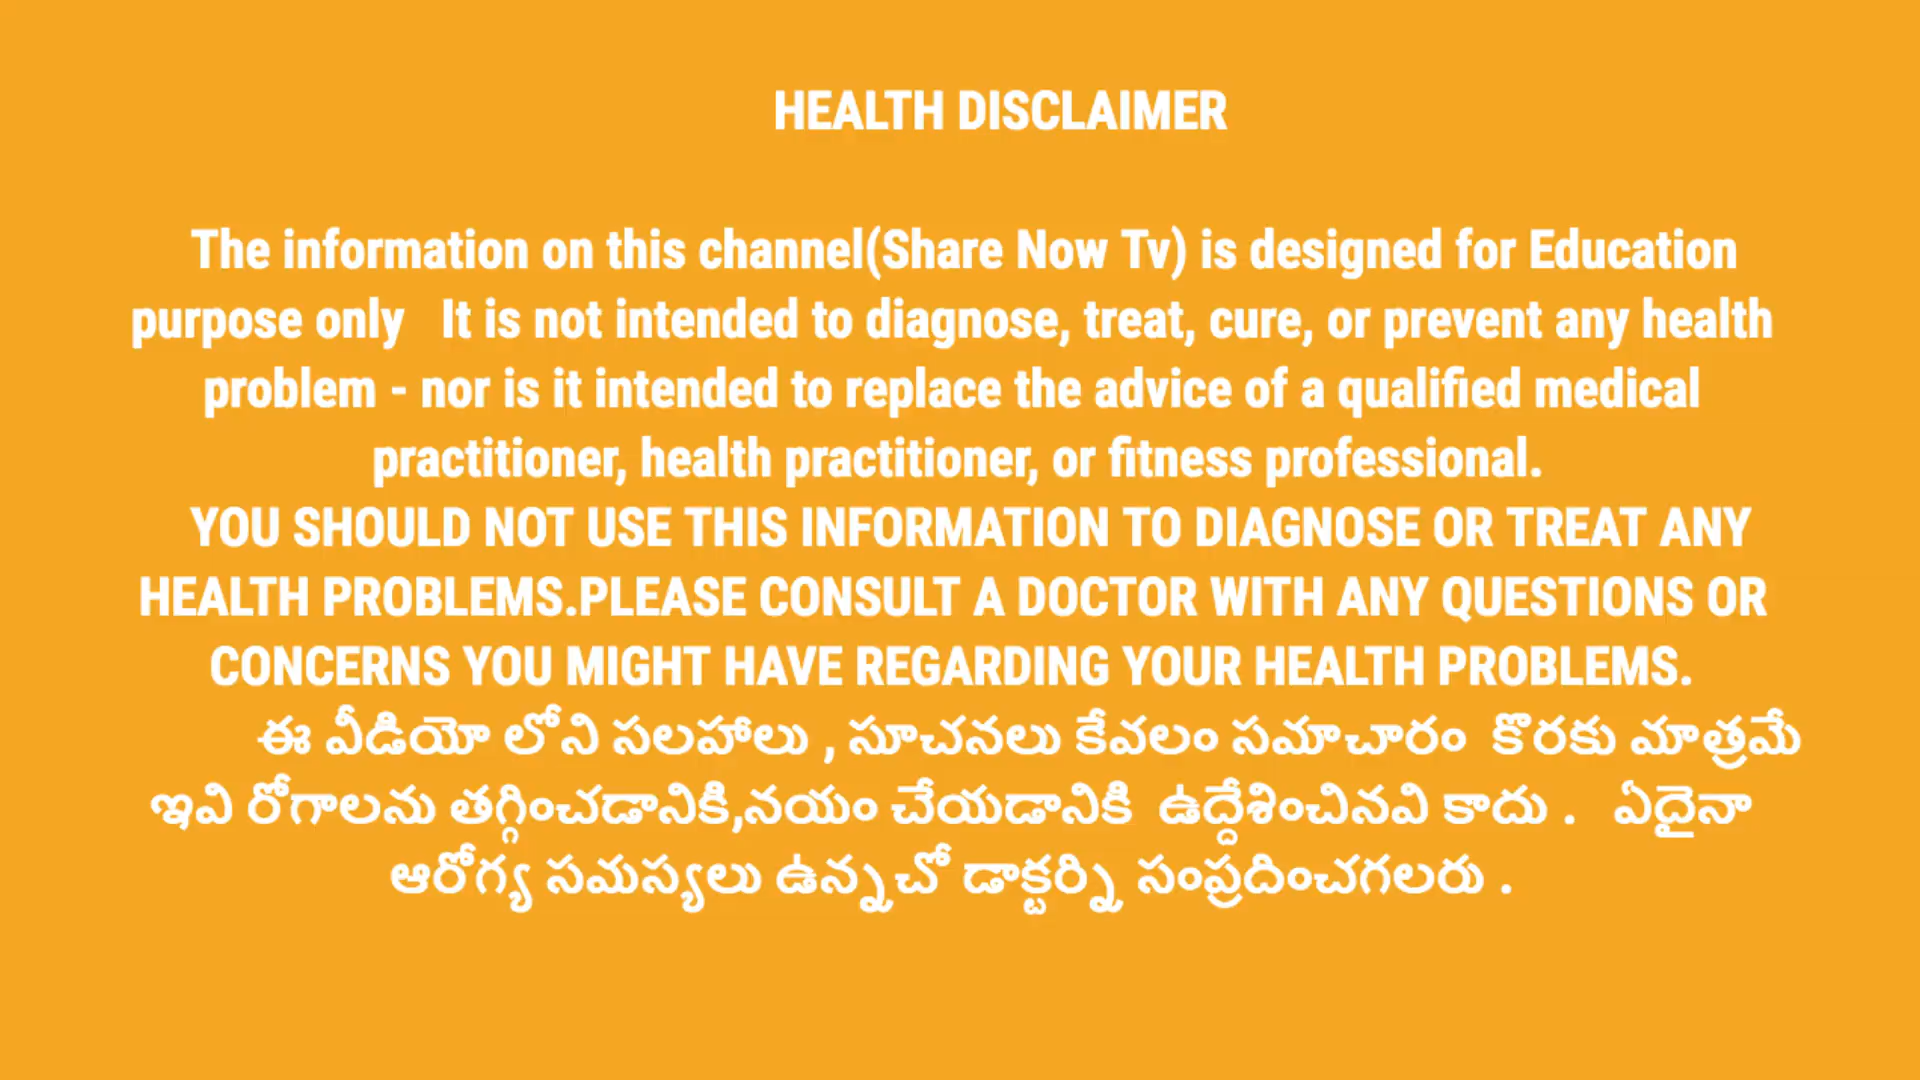 HEALTH DISCLAIMER
The information on this channel(Share Now Tv) is designed for Education
purpose only   It is not intended to diagnose, treat, cure, or prevent any health
problem - nor is it intended to replace the advice of a qualified medical
practitioner, health practitioner, or fitness professional.
YOU SHOULD NOT USE THIS INFORMATION TO DIAGNOSE OR TREAT ANY
HEALTH PROBLEMS.PLEASE CONSULT A DOCTOR WITH ANY QUESTIONS OR
CONCERNS YOU MIGHT HAVE REGARDING YOUR HEALTH PROBLEMS.
ఈ వీడియో లోని సలహాలు , సూచనలు కేవలం సమాచారం  కొరకు మాత్రమే
ఇవి రోగాలను తగ్గించడానికి,నయం చేయడానికి  ఉద్దేశించినవి కాదు .   ఏదైనా
ఆరోగ్య సమస్యలు ఉన్నచో డాక్టర్ని సంప్రదించగలరు .